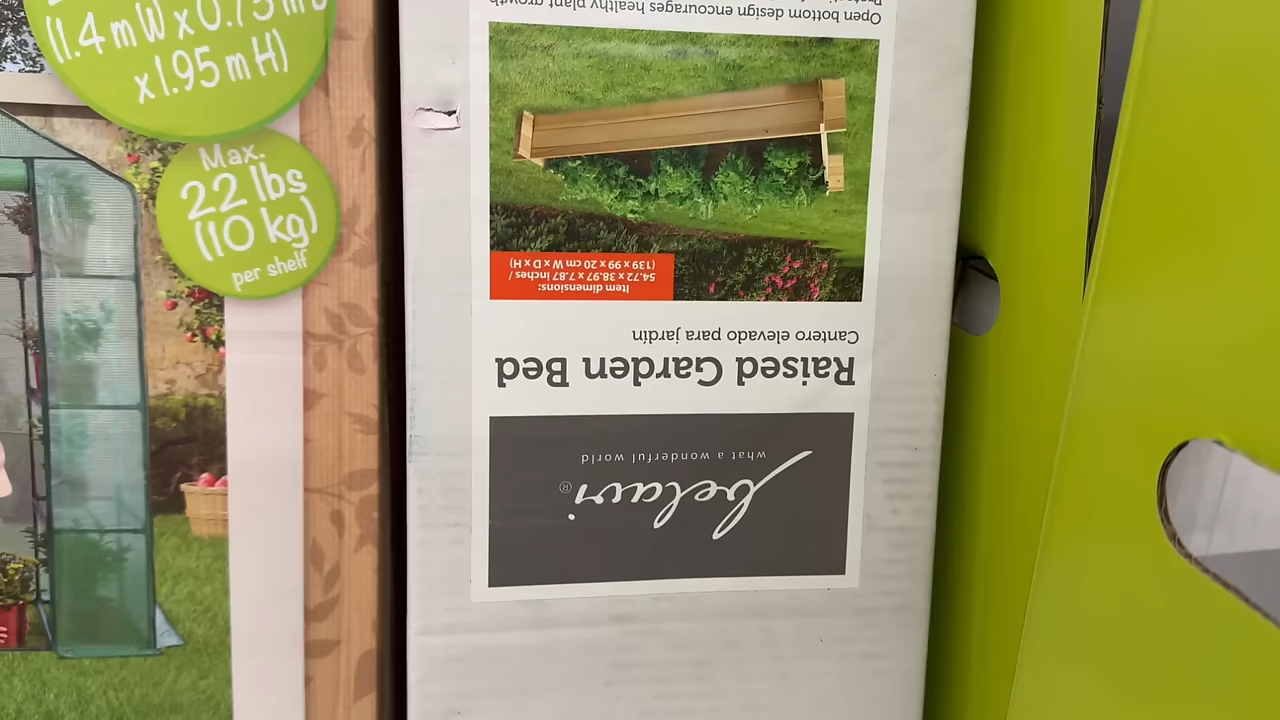 (1.4 m W x 0.75 m D
x 1.95 m H)
Max.
22 lbs
(10 kg)
per shelf
belavi®
what a wonderful world
Raised Garden Bed
Cantero elevado para jardín
Item dimensions:
54.72 x 38.97 x 7.87 inches /
(139 x 99 x 20 cm W x D x H)
Open bottom design encourages healthy plant growth